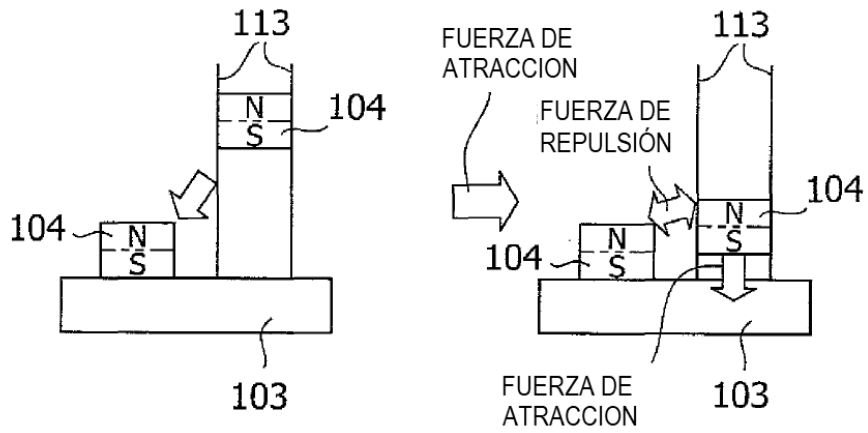 113
N
S
104
104
N
S
103
FUERZA DE
ATRACCION
FUERZA DE
REPULSIÓN
113
N
S
104
104
N
S
103
FUERZA DE
ATRACCION